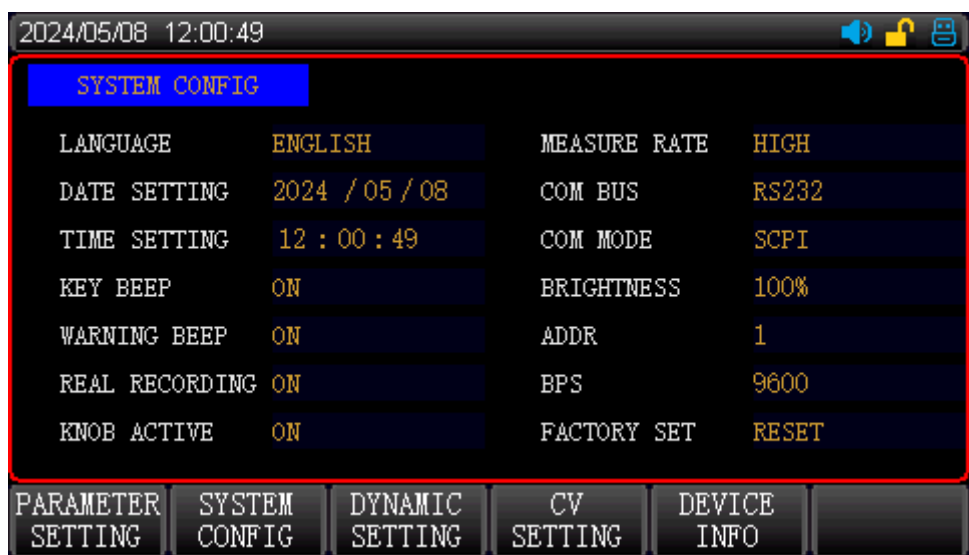 2024/05/08 12:00:49
SYSTEM CONFIG
LANGUAGE ENGLISH MEASURE RATE HIGH
DATE SETTING 2024 / 05 / 08 COM BUS RS232
TIME SETTING 12 : 00 : 49 COM MODE SCPI
KEY BEEP ON BRIGHTNESS 100%
WARNING BEEP ON ADDR 1
REAL RECORDING ON BPS 9600
KNOB ACTIVE ON FACTORY SET RESET
PARAMETER SYSTEM DYNAMIC CV DEVICE
SETTING CONFIG SETTING SETTING INFO